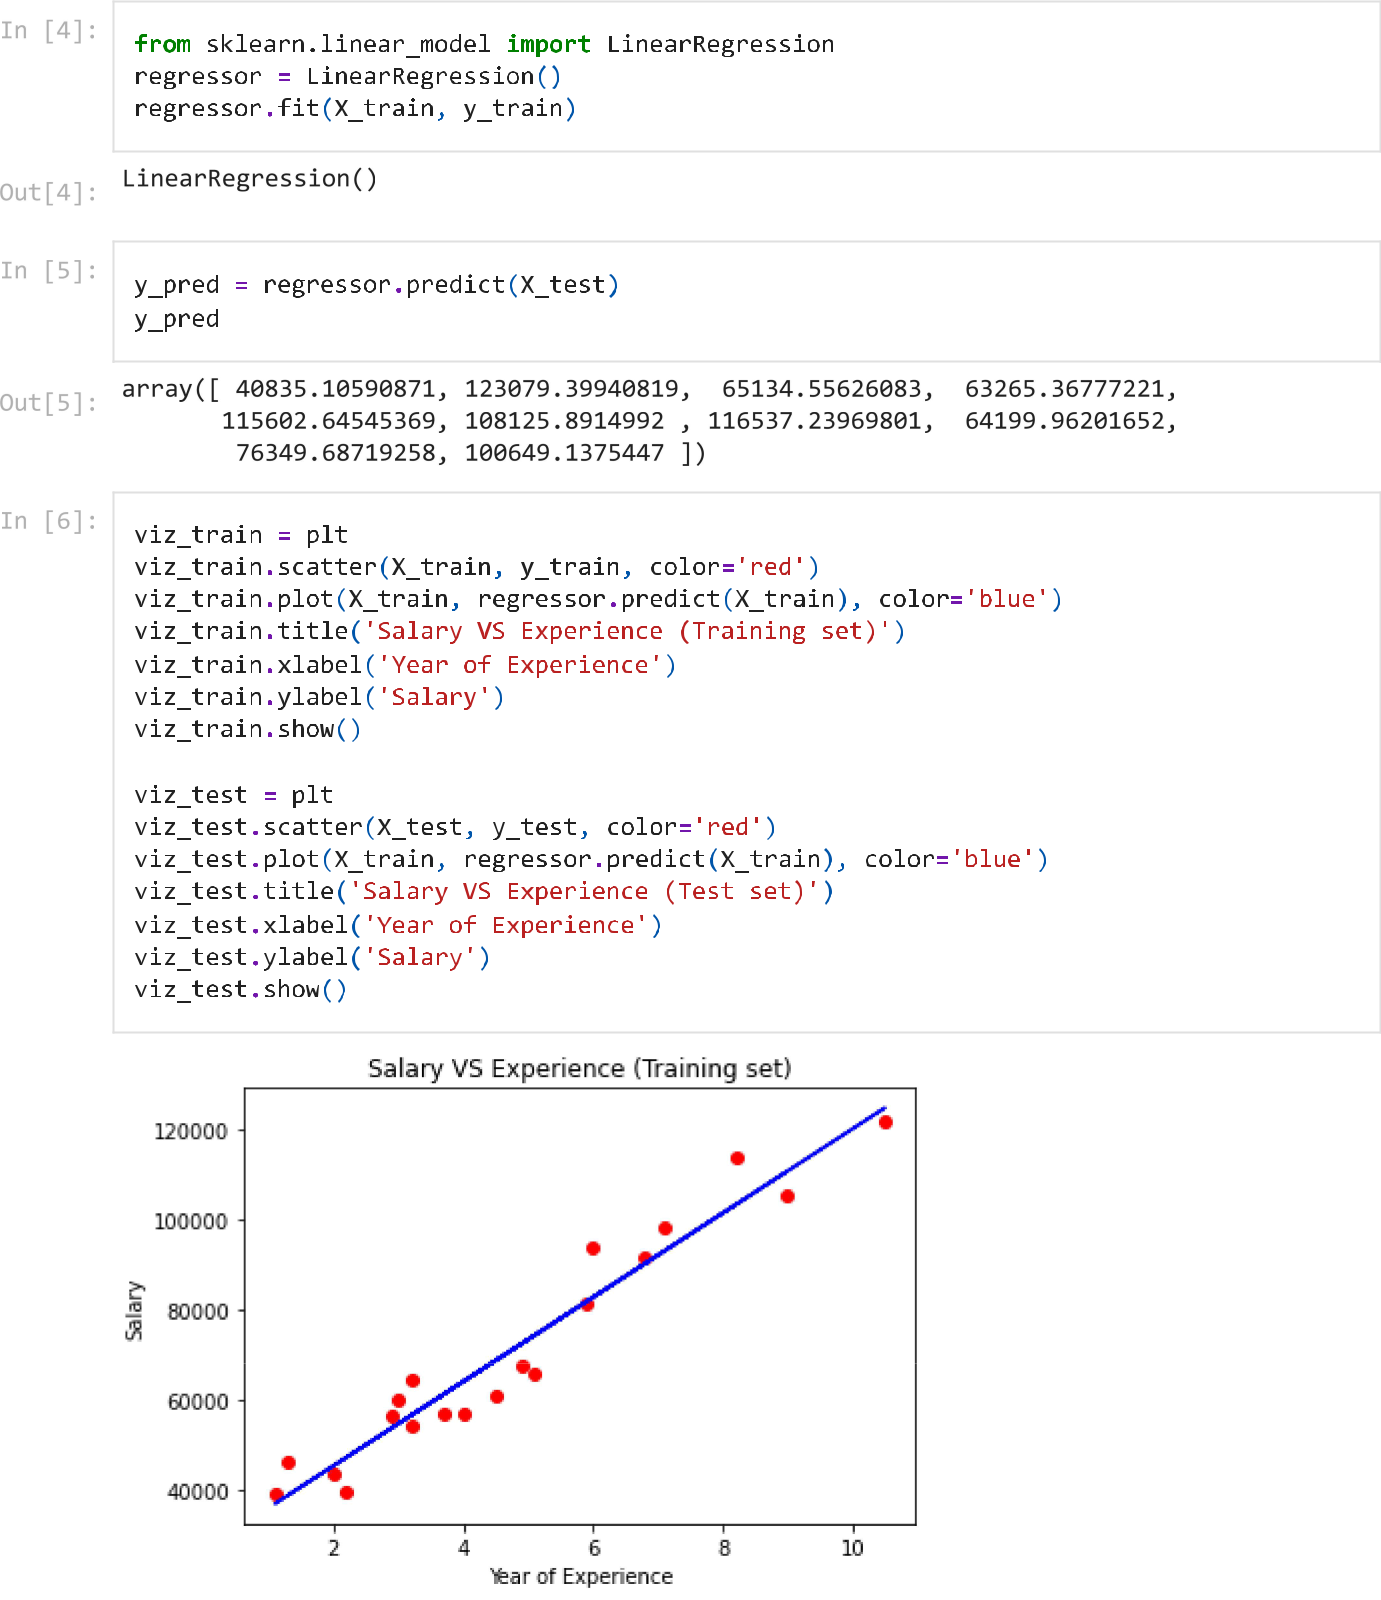 In [4]:
from sklearn.linear_model import LinearRegression
regressor = LinearRegression()
regressor.fit(X_train, y_train)
Out[4]:
LinearRegression()
In [5]:
y_pred = regressor.predict(X_test)
y_pred
Out[5]:
array([ 40835.10590871, 123079.39940819,  65134.55626083,  63265.36777221,
       115602.64545369, 108125.8914992 , 116537.23969801,  64199.96201652,
        76349.68719258, 100649.1375447 ])
In [6]:
viz_train = plt
viz_train.scatter(X_train, y_train, color='red')
viz_train.plot(X_train, regressor.predict(X_train), color='blue')
viz_train.title('Salary VS Experience (Training set)')
viz_train.xlabel('Year of Experience')
viz_train.ylabel('Salary')
viz_train.show()

viz_test = plt
viz_test.scatter(X_test, y_test, color='red')
viz_test.plot(X_train, regressor.predict(X_train), color='blue')
viz_test.title('Salary VS Experience (Test set)')
viz_test.xlabel('Year of Experience')
viz_test.ylabel('Salary')
viz_test.show()
Salary VS Experience (Training set)
120000
100000
80000
60000
40000
Salary
2 4 6 8 10
Year of Experience